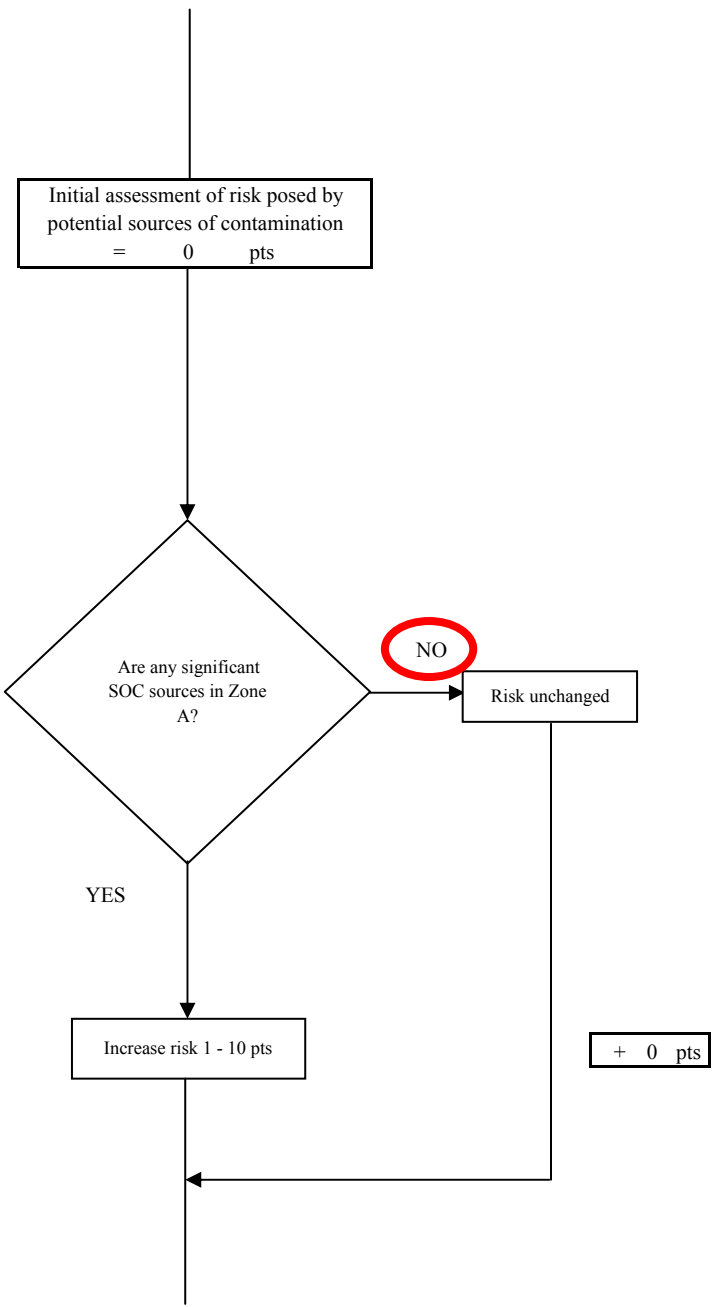 Initial assessment of risk posed by
potential sources of contamination
= 0 pts
Are any significant
SOC sources in Zone
A?
NO
Risk unchanged
YES
Increase risk 1 - 10 pts
+ 0 pts